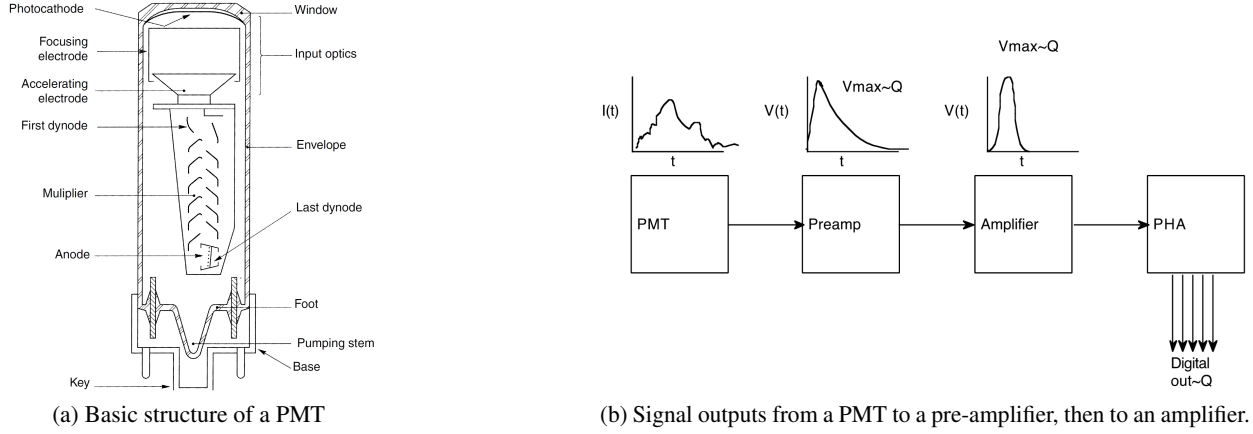 Photocathode
Window
Focusing
electrode
Input optics
Accelerating
electrode
First dynode
Envelope
Muliplier
Last dynode
Anode
Foot
Pumping stem
Base
Key
(a) Basic structure of a PMT
Vmax~Q
I(t)
t
V(t)
Vmax~Q
t
V(t)
t
PMT
Preamp
Amplifier
PHA
Digital
out~Q
(b) Signal outputs from a PMT to a pre-amplifier, then to an amplifier.